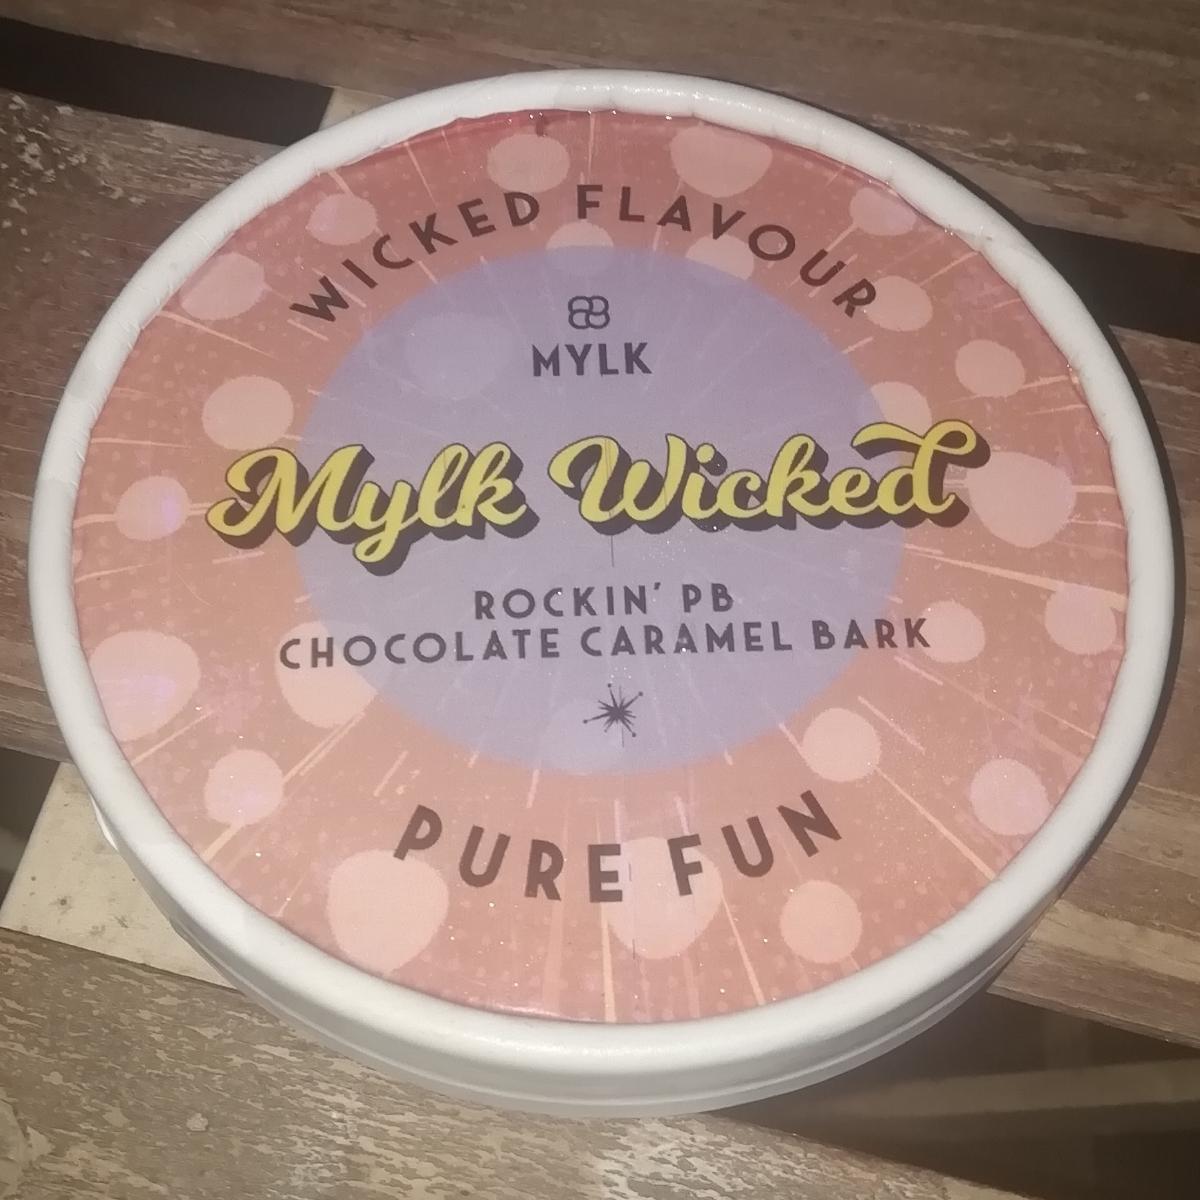 WICKED FLAVOUR
MYLK
Mylk Wicked
ROCKIN' PB
CHOCOLATE CARAMEL BARK
PURE FUN